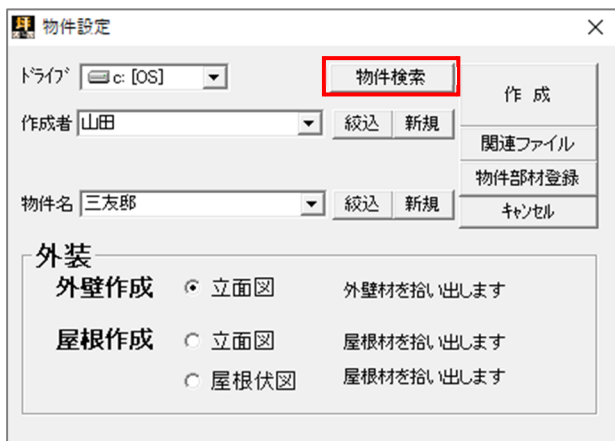 物件設定
ﾄﾞﾗｲﾌﾞ c: [OS] 物件検索
作 成
作成者 山田 絞込 新規
関連ファイル
物件部材登録
物件名 三友邸 絞込 新規
ｷｬﾝｾﾙ
外装
外壁作成 立面図 外壁材を拾い出します
屋根作成 立面図 屋根材を拾い出します
屋根伏図 屋根材を拾い出します